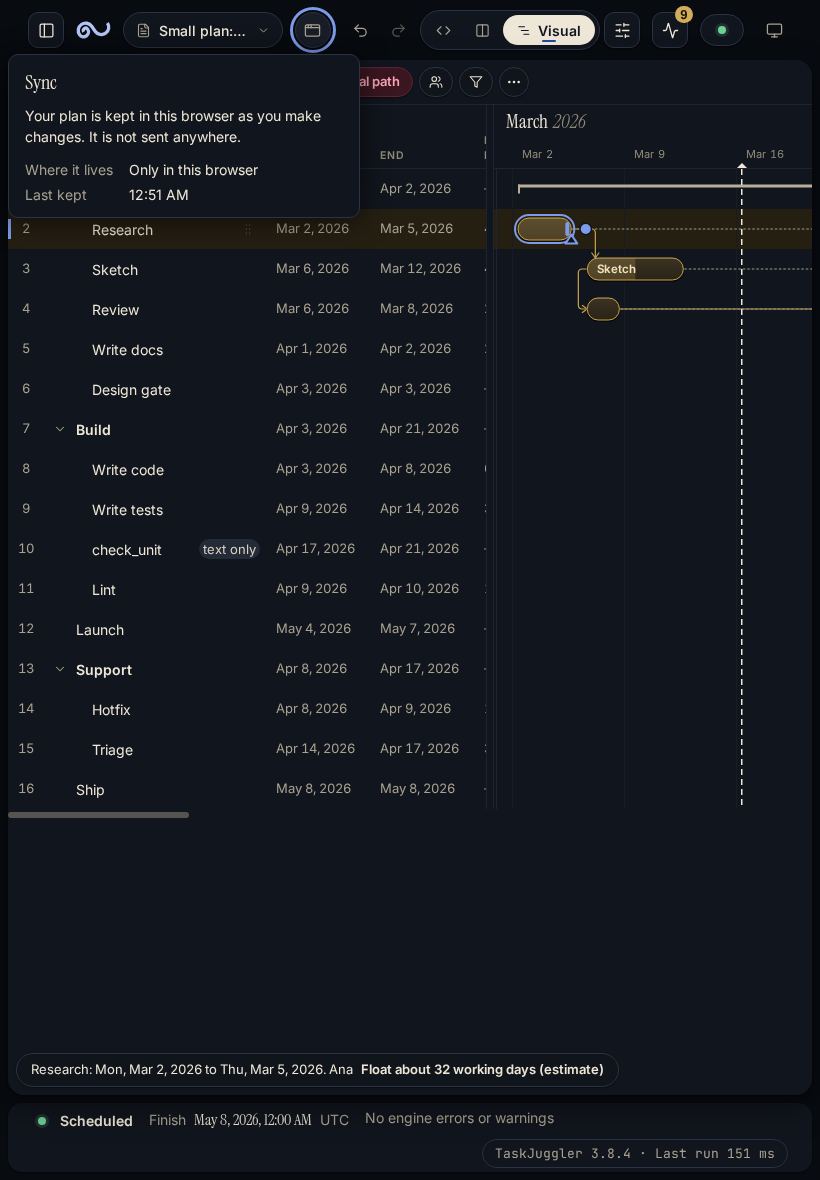 Small plan:...
Visual
9
Sync
Your plan is kept in this browser as you make
changes. It is not sent anywhere.
Where it lives Only in this browser
Last kept 12:51 AM
al path
March 2026
END
Mar 2 Mar 9 Mar 16
Apr 2, 2026
2 Research Mar 2, 2026 Mar 5, 2026
3 Sketch Mar 6, 2026 Mar 12, 2026 Sketch
4 Review Mar 6, 2026 Mar 8, 2026
5 Write docs Apr 1, 2026 Apr 2, 2026
6 Design gate Apr 3, 2026 Apr 3, 2026
7 Build Apr 3, 2026 Apr 21, 2026
8 Write code Apr 3, 2026 Apr 8, 2026
9 Write tests Apr 9, 2026 Apr 14, 2026
10 check_unit text only Apr 17, 2026 Apr 21, 2026
11 Lint Apr 9, 2026 Apr 10, 2026
12 Launch May 4, 2026 May 7, 2026
13 Support Apr 8, 2026 Apr 17, 2026
14 Hotfix Apr 8, 2026 Apr 9, 2026
15 Triage Apr 14, 2026 Apr 17, 2026
16 Ship May 8, 2026 May 8, 2026
Research: Mon, Mar 2, 2026 to Thu, Mar 5, 2026. Ana Float about 32 working days (estimate)
Scheduled Finish May 8, 2026, 12:00 AM UTC No engine errors or warnings
TaskJuggler 3.8.4 · Last run 151 ms